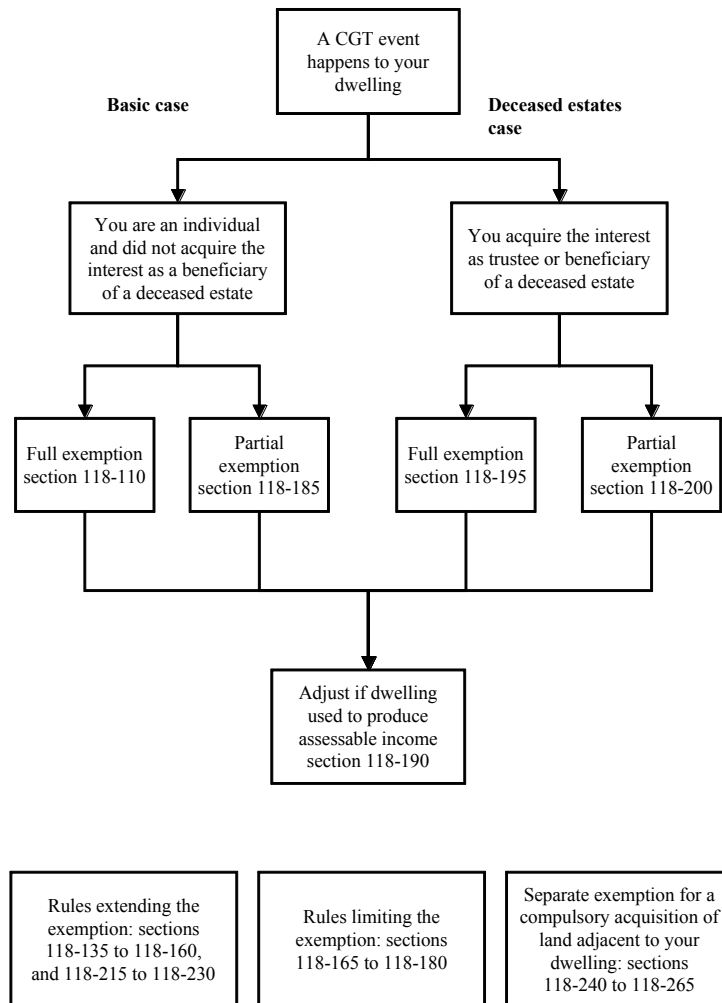 A CGT event
happens to your
dwelling
Basic case
Deceased estates
case
You are an individual
and did not acquire the
interest as a beneficiary
of a deceased estate
You acquire the interest
as trustee or beneficiary
of a deceased estate
Full exemption
section 118-110
Partial
exemption
section 118-185
Full exemption
section 118-195
Partial
exemption
section 118-200
Adjust if dwelling
used to produce
assessable income
section 118-190
Rules extending the
exemption: sections
118-135 to 118-160,
and 118-215 to 118-230
Rules limiting the
exemption: sections
118-165 to 118-180
Separate exemption for a
compulsory acquisition of
land adjacent to your
dwelling: sections
118-240 to 118-265